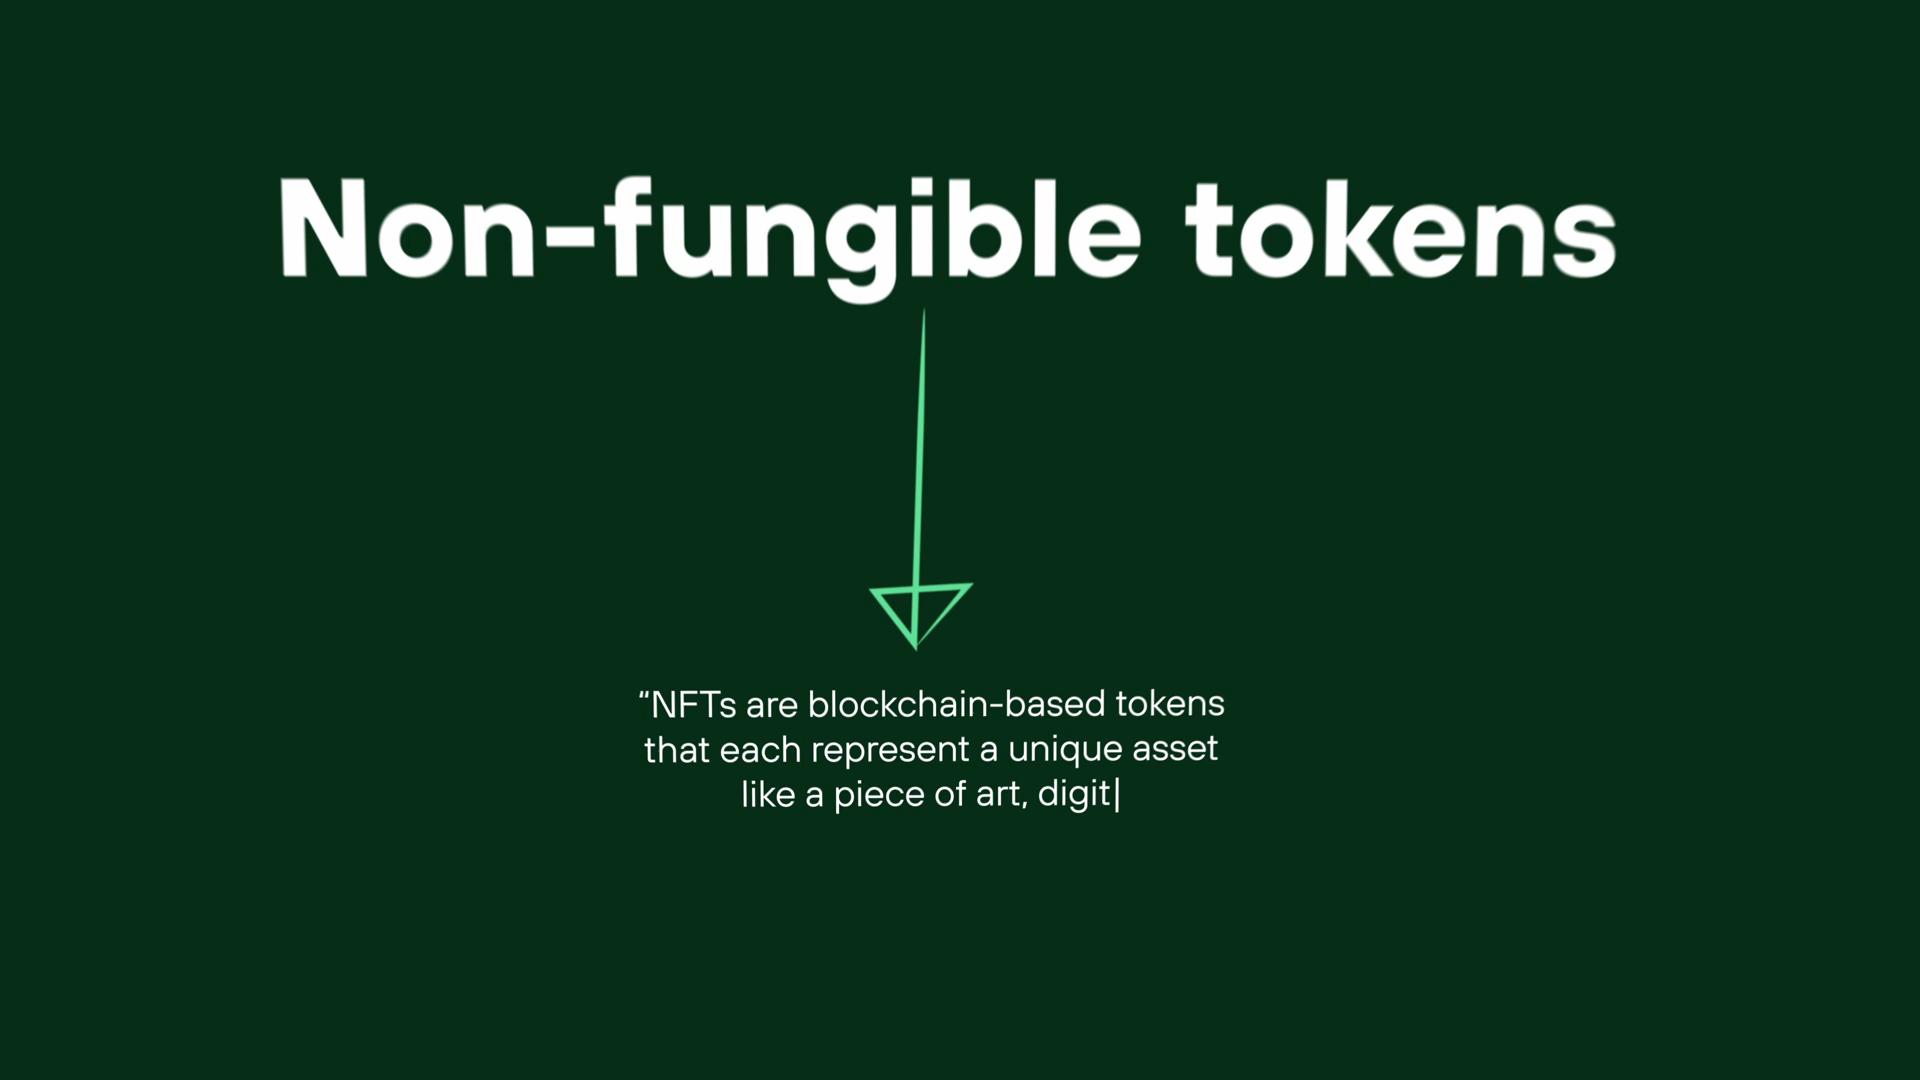 Non-fungible tokens
“NFTs are blockchain-based tokens
that each represent a unique asset
like a piece of art, digit|